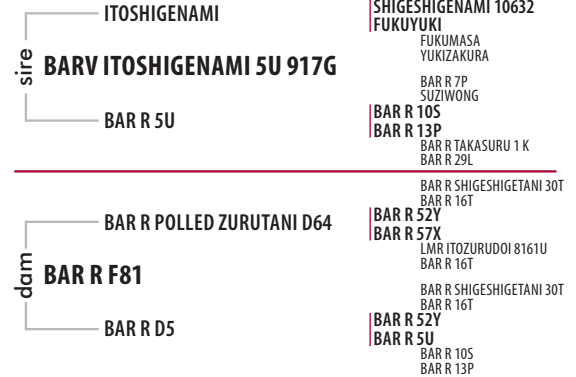 SHIGESHIGENAMI 10632
ITOSHIGENAMI
FUKUYUKI
FUKUMASA
YUKIZAKURA
sire
BARV ITOSHIGENAMI 5U 917G
BAR R 7P
SUZIWONG
BAR R 10S
BAR R 5U
BAR R 13P
BAR R TAKASURU 1 K
BAR R 29L
BAR R SHIGESHIGETANI 30T
BAR R 16T
BAR R 52Y
BAR R POLLED ZURUTANI D64
BAR R 57X
LMR ITOZURUDOI 8161U
BAR R 16T
dam
BAR R F81
BAR R SHIGESHIGETANI 30T
BAR R 16T
BAR R 52Y
BAR R D5
BAR R 5U
BAR R 10S
BAR R 13P